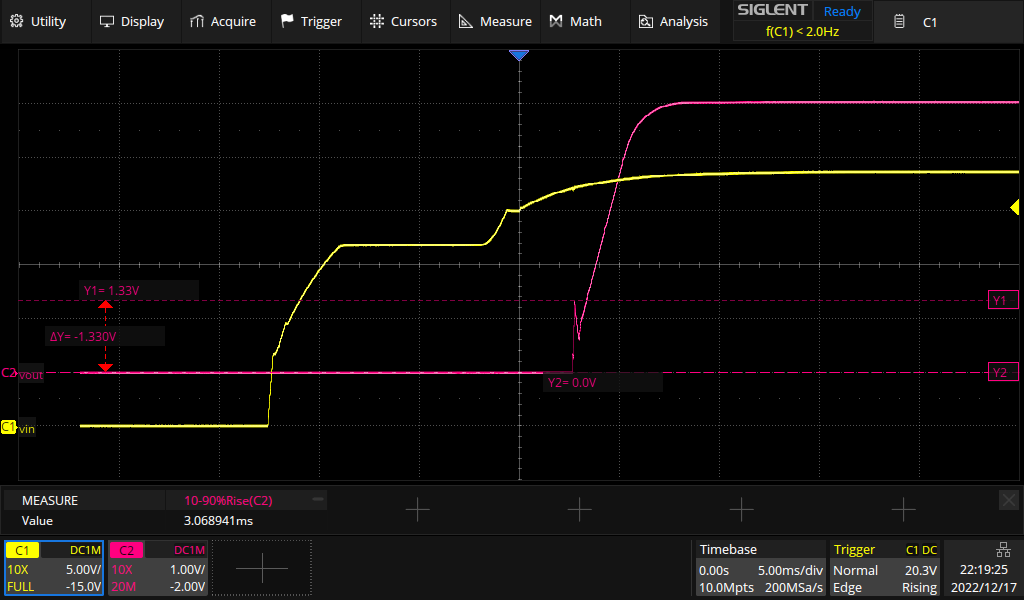 Utility Display Acquire Trigger Cursors Measure Math Analysis SIGLENT Ready C1
f(C1) < 2.0Hz
Y1= 1.33V
Y1
ΔY= -1.330V
C2 vout
Y2
Y2= 0.0V
C1 vin
MEASURE 10-90%Rise(C2)
Value 3.068941ms
C1 DC1M C2 DC1M Timebase Trigger C1 DC
10X 5.00V/ 10X 1.00V/ 0.00s 5.00ms/div Normal 20.3V 22:19:25
FULL -15.0V 20M -2.00V 10.0Mpts 200MSa/s Edge Rising 2022/12/17